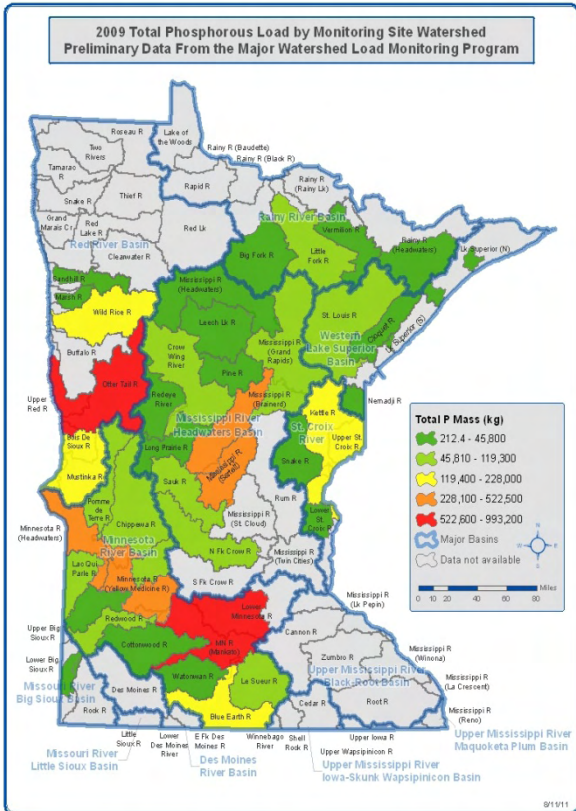 2009 Total Phosphorous Load by Monitoring Site Watershed
Preliminary Data From the Major Watershed Load Monitoring Program
Roseau R
Lake of
the Woods
Rainy R (Baudette)
Rainy R (Black R)
Two
Rivers
Tamarac
R
Rapid R
Rainy R
(Rainy Lk)
Snake R
Thief R
Grand
Marais Cr
Red
Lake R
Red Lk
Red River Basin
Clearwater R
Rainy River Basin
Vermilion R
Big Fork R
Little
Fork R
Rainy R
(Headwaters)
Lk Superior (N)
Sandhill R
Marsh R
Wild Rice R
Mississippi R
(Headwaters)
Leech Lk R
St. Louis R
Cloquet R
Lk Superior (S)
Western
Lake Superior
Basin
Mississippi R
(Grand
Rapids)
Crow
Wing
River
Buffalo R
Otter Tail R
Pine R
Upper
Red R
Redeye
River
Mississippi R
(Brainerd)
Nemadji R
Mississippi River
Headwaters Basin
Kettle R
St. Croix
River
Upper St.
Croix R
Bois De
Sioux R
Long Prairie R
Mississippi R
(Sartell)
Snake R
Mustinka R
Sauk R
Rum R
Pomme
de Terre R
Chippewa R
Mississippi R
(St. Cloud)
Lower
St.
Croix R
Minnesota R
(Headwaters)
Minnesota
River Basin
N Fk Crow R
Mississippi R
(Twin Cities)
Lac Qui
Parle R
Minnesota R
(Yellow Medicine R)
S Fk Crow R
Mississippi R
(Lk Pepin)
Redwood R
Lower
Minnesota R
Cannon R
Upper Big
Sioux R
Cottonwood R
MN R
(Mankato)
Zumbro R
Mississippi R
(Winona)
Lower Big
Sioux R
Upper Mississippi River
Black-Root Basin
Missouri River
Big Sioux Basin
Watonwan R
Le Sueur R
Mississippi R
(La Crescent)
Rock R
Des Moines R
Blue Earth R
Cedar R
Root R
Mississippi R
(Reno)
Little
Sioux R
Lower
Des Moines R
E Fk Des
Moines R
Winnebago
River
Shell
Rock R
Upper Iowa R
Upper Wapsipinicon R
Missouri River
Little Sioux Basin
Des Moines
River Basin
Upper Mississippi River
Iowa-Skunk Wapsipinicon Basin
Upper Mississippi River
Maquoketa Plum Basin
Total P Mass (kg)
212.4 - 45,800
45,810 - 119,300
119,400 - 228,000
228,100 - 522,500
522,600 - 993,200
Major Basins
Data not available
N
W E
S
Miles
0 10 20 40 60 80
8/11/11